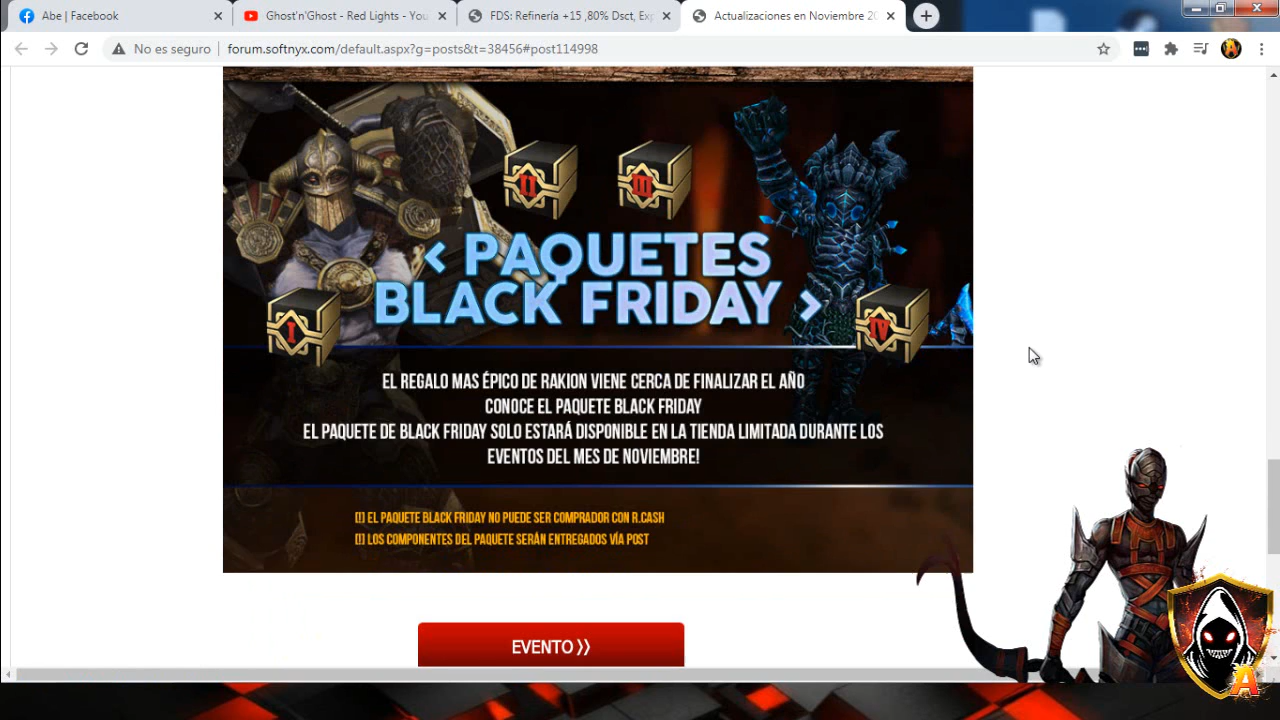 Abe | Facebook
Ghost'n'Ghost - Red Lights - You
FDS: Refinería +15 ,80% Dsct, Exp
Actualizaciones en Noviembre 20
No es seguro
forum.softnyx.com/default.aspx?g=posts&t=38456#post114998
II
III
< PAQUETES
BLACK FRIDAY >
I
IV
EL REGALO MAS ÉPICO DE RAKION VIENE CERCA DE FINALIZAR EL AÑO
CONOCE EL PAQUETE BLACK FRIDAY
EL PAQUETE DE BLACK FRIDAY SOLO ESTARÁ DISPONIBLE EN LA TIENDA LIMITADA DURANTE LOS
EVENTOS DEL MES DE NOVIEMBRE!
[!] EL PAQUETE BLACK FRIDAY NO PUEDE SER COMPRADOR CON R.CASH
[!] LOS COMPONENTES DEL PAQUETE SERÁN ENTREGADOS VÍA POST
EVENTO ⟫
A